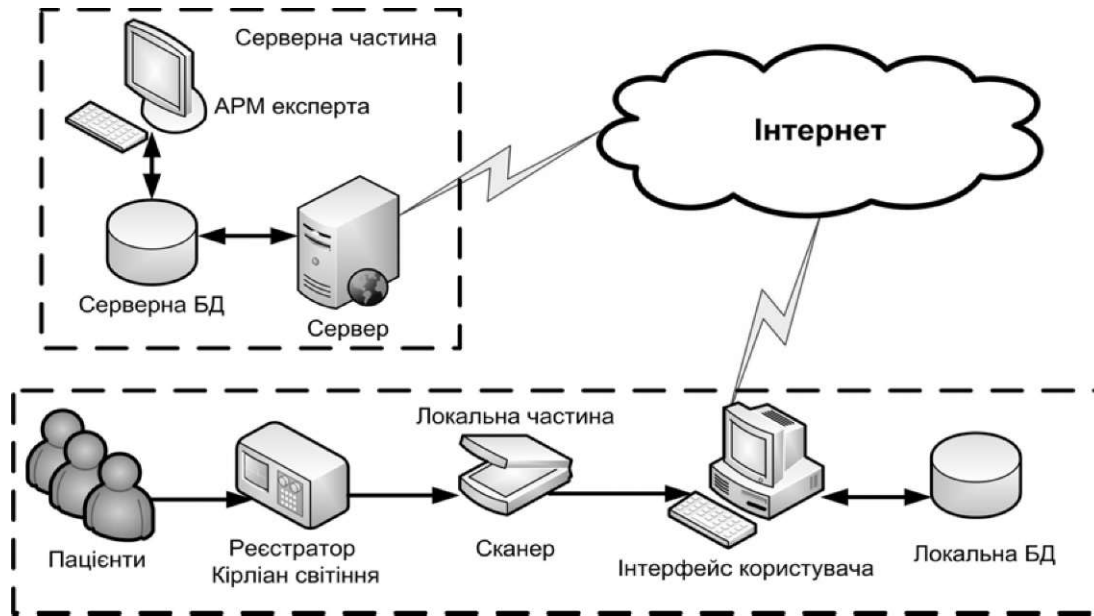 Серверна частина
АРМ експерта
Серверна БД
Сервер
Інтернет
Локальна частина
Пацієнти
Реєстратор
Кірліан світіння
Сканер
Інтерфейс користувача
Локальна БД